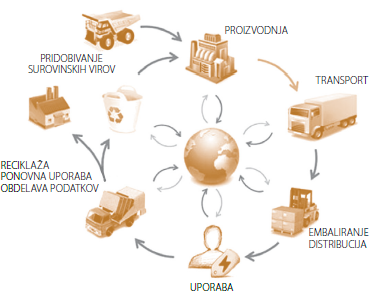 PROIZVODNJA
PRIDOBIVANJE
SUROVINSKIH VIROV
TRANSPORT
RECIKLAŽA
PONOVNA UPORABA
OBDELAVA PODATKOV
EMBALIRANJE
DISTRIBUCIJA
UPORABA